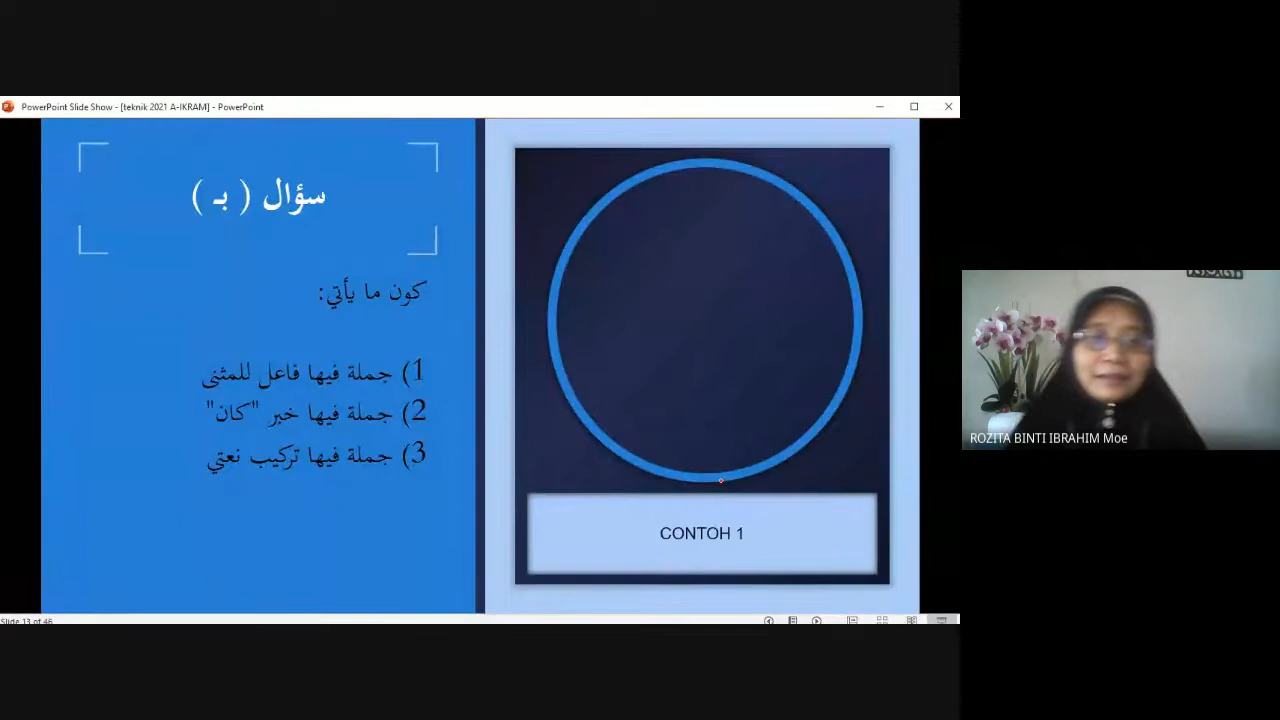 PowerPoint Slide Show - [teknik 2021 A-IKRAM] - PowerPoint
سؤال ( بـ )
كون ما يأتي:
1) جملة فيها فاعل للمثنى
2) جملة فيها خبر "كان"
3) جملة فيها تركيب نعتي
CONTOH 1
ROZITA BINTI IBRAHIM Moe
Slide 13 of 46